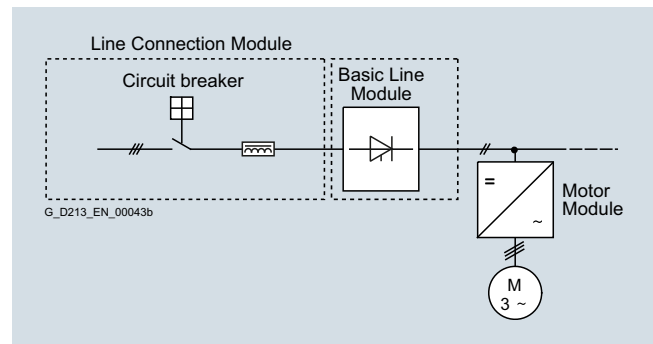 Line Connection Module
Circuit breaker
Basic Line
Module
G_D213_EN_00043b
=
~
Motor
Module
M
3 ~